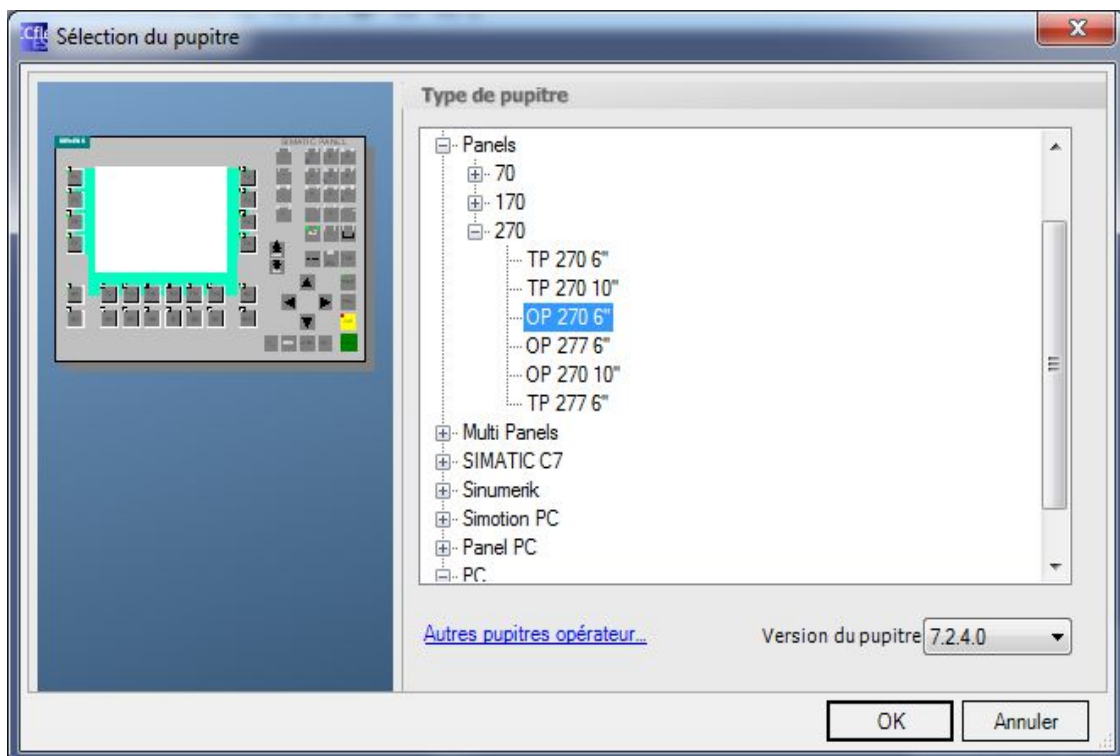 Sélection du pupitre
Type de pupitre
SIMATIC PANEL
Panels
70
170
270
TP 270 6"
TP 270 10"
OP 270 6"
OP 277 6"
OP 270 10"
TP 277 6"
Multi Panels
SIMATIC C7
Sinumerik
Simotion PC
Panel PC
PC
Autres pupitres opérateur...
Version du pupitre 7.2.4.0
OK
Annuler